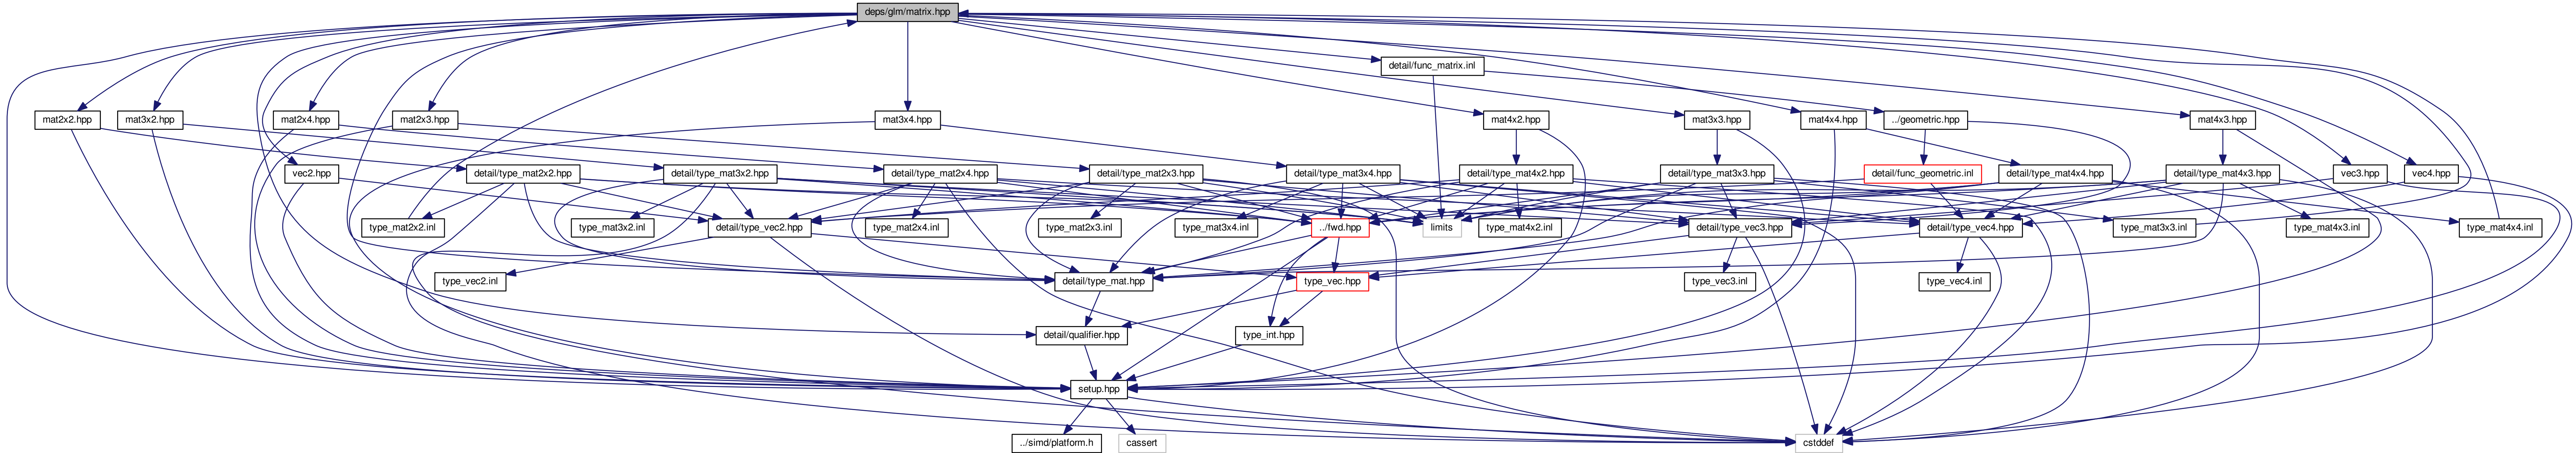 deps/glm/matrix.hpp
detail/func_matrix.inl
mat2x2.hpp
mat3x2.hpp
mat2x4.hpp
mat2x3.hpp
mat3x4.hpp
mat4x2.hpp
mat3x3.hpp
mat4x4.hpp
../geometric.hpp
mat4x3.hpp
vec2.hpp
detail/type_mat2x2.hpp
detail/type_mat3x2.hpp
detail/type_mat2x4.hpp
detail/type_mat2x3.hpp
detail/type_mat3x4.hpp
detail/type_mat4x2.hpp
detail/type_mat3x3.hpp
detail/func_geometric.inl
detail/type_mat4x4.hpp
detail/type_mat4x3.hpp
vec3.hpp
vec4.hpp
type_mat2x2.inl
type_mat3x2.inl
detail/type_vec2.hpp
type_mat2x4.inl
type_mat2x3.inl
type_mat3x4.inl
../fwd.hpp
limits
type_mat4x2.inl
detail/type_vec3.hpp
detail/type_vec4.hpp
type_mat3x3.inl
type_mat4x3.inl
type_mat4x4.inl
type_vec2.inl
detail/type_mat.hpp
type_vec.hpp
type_vec3.inl
type_vec4.inl
detail/qualifier.hpp
type_int.hpp
setup.hpp
../simd/platform.h
cassert
cstddef